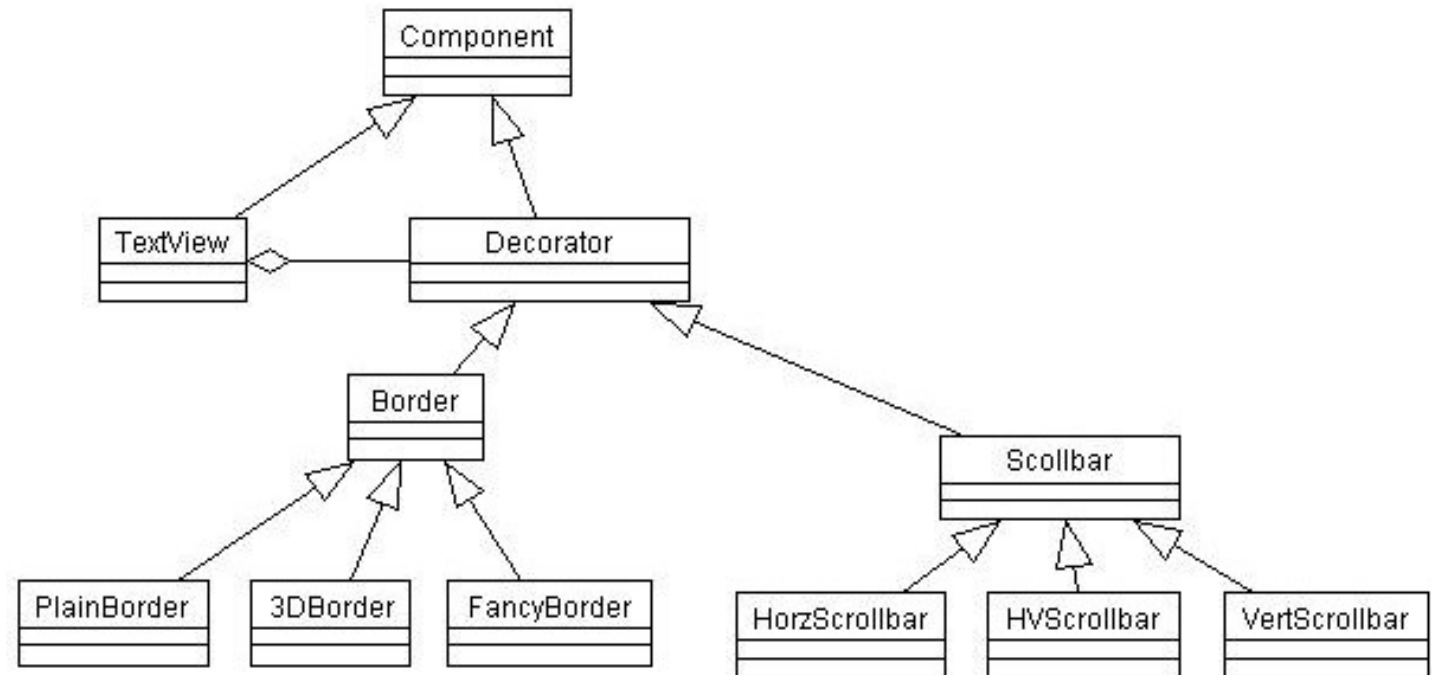 Component
TextView
Decorator
Border
Scollbar
PlainBorder
3DBorder
FancyBorder
HorzScrollbar
HVScrollbar
VertScrollbar